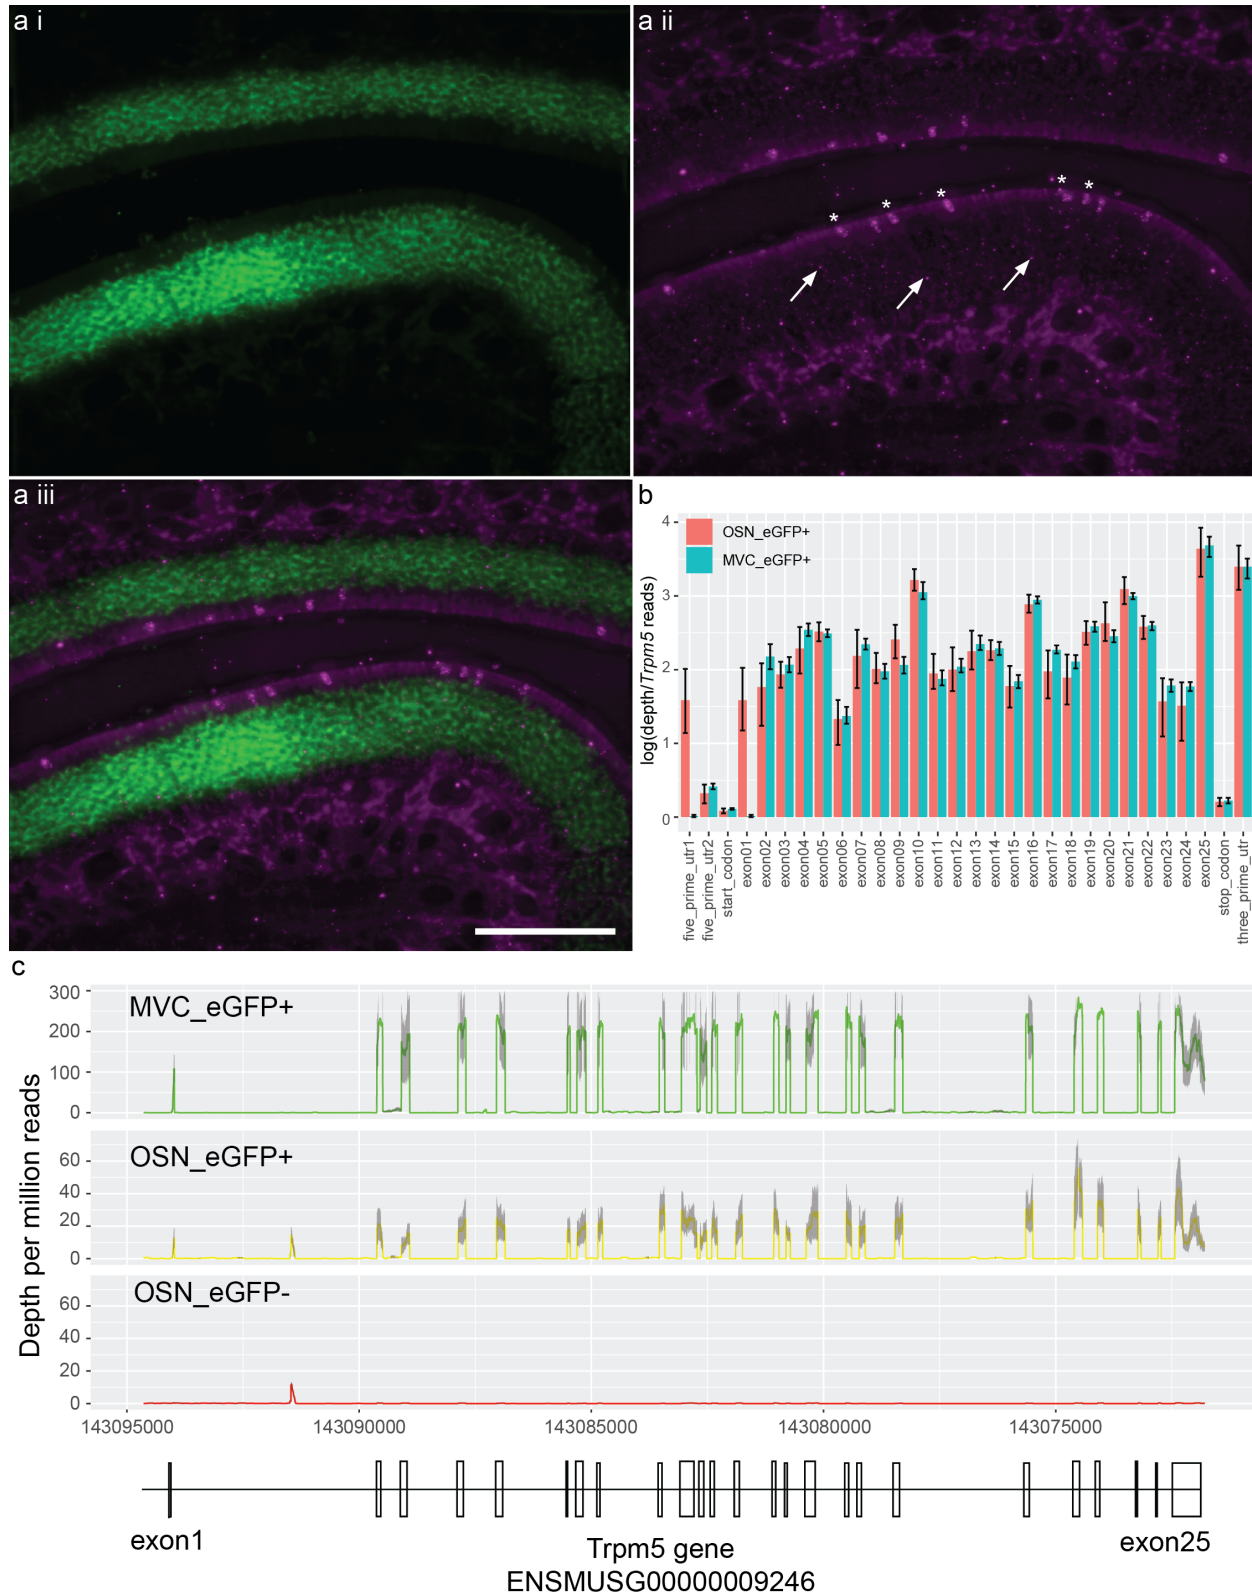 a i
a ii
* * * * *
a iii
b
4
3
2
1
0
log(depth/Trpm5 reads)
OSN_eGFP+
MVC_eGFP+
five_prime_utr1
five_prime_utr2
start_codon
exon01
exon02
exon03
exon04
exon05
exon06
exon07
exon08
exon09
exon10
exon11
exon12
exon13
exon14
exon15
exon16
exon17
exon18
exon19
exon20
exon21
exon22
exon23
exon24
exon25
stop_codon
three_prime_utr
c
Depth per million reads
MVC_eGFP+
300
200
100
0
OSN_eGFP+
60
40
20
0
OSN_eGFP-
60
40
20
0
143095000 143090000 143085000 143080000 143075000
exon1 exon25
Trpm5 gene
ENSMUSG00000009246